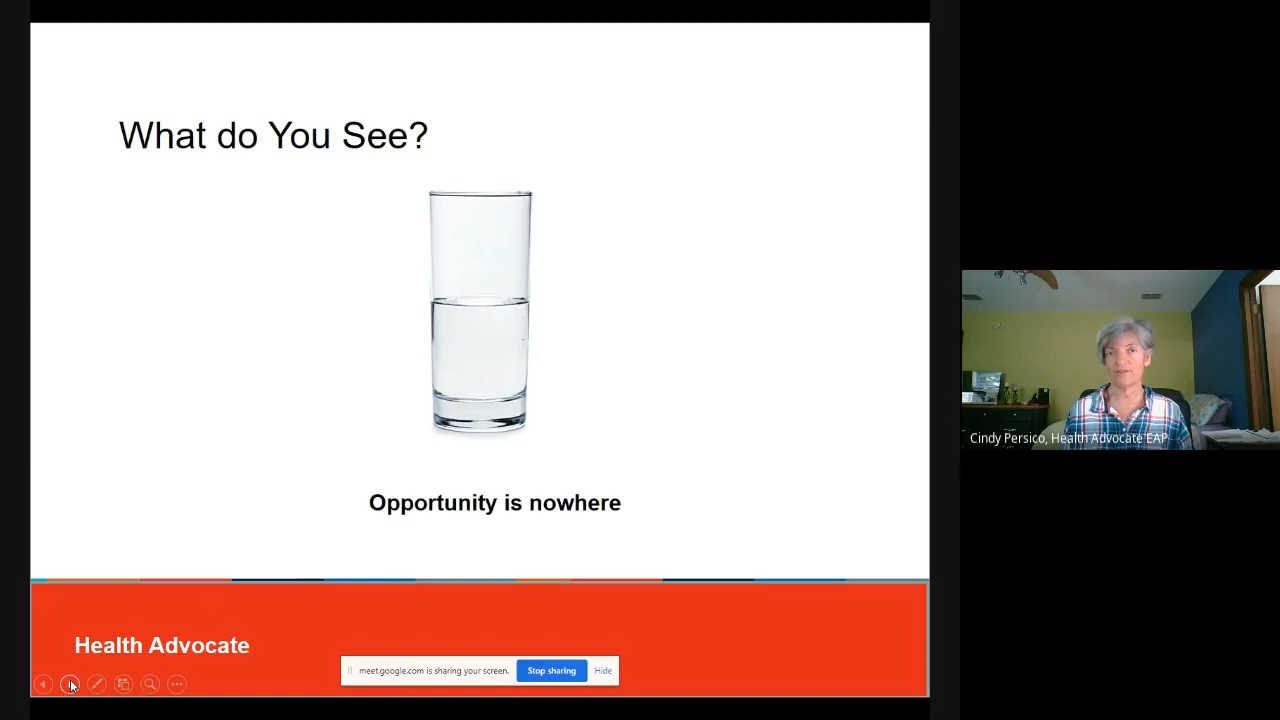 What do You See?
Opportunity is nowhere
Cindy Persico, Health Advocate EAP
Health Advocate
meet.google.com is sharing your screen.
Stop sharing
Hide